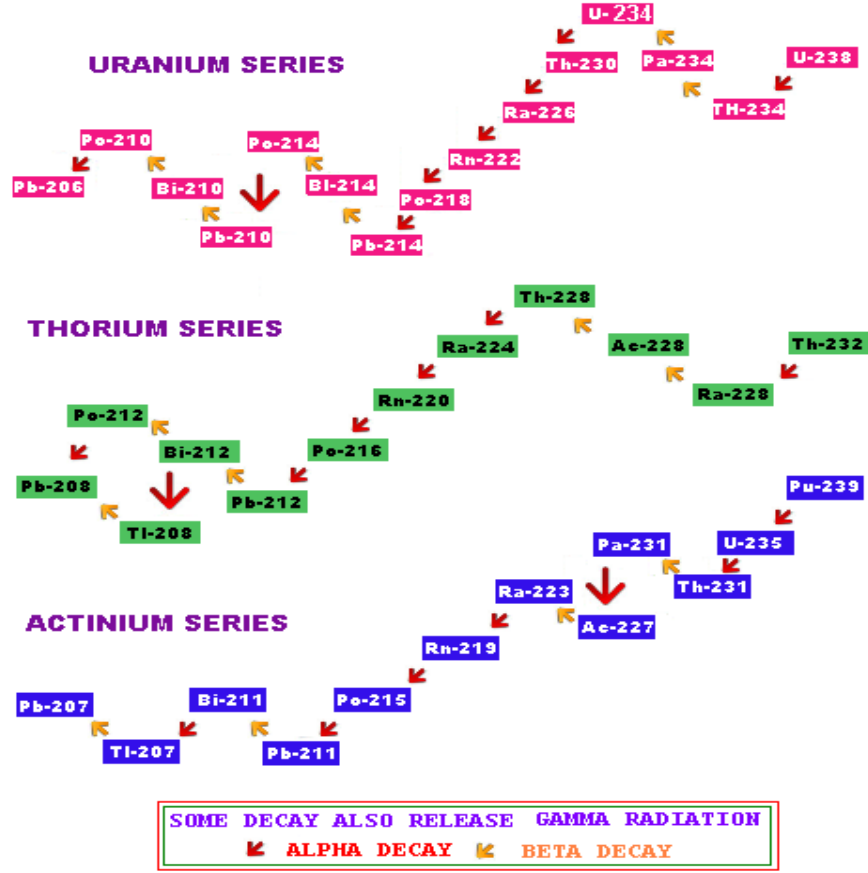 U-234
URANIUM SERIES
Th-230
Pa-234
U-238
Ra-226
TH-234
Po-210
Po-214
Rn-222
Pb-206
Bi-210
BI-214
Po-218
Pb-210
Pb-214
Th-228
THORIUM SERIES
Ra-224
Ac-228
Th-232
Rn-220
Ra-228
Po-212
Bi-212
Po-216
Pb-208
Pb-212
Pu-239
Tl-208
Pa-231
U-235
Ra-223
Th-231
ACTINIUM SERIES
Ac-227
Rn-219
Pb-207
Bi-211
Po-215
Tl-207
Pb-211
SOME DECAY ALSO RELEASE GAMMA RADIATION
ALPHA DECAY BETA DECAY